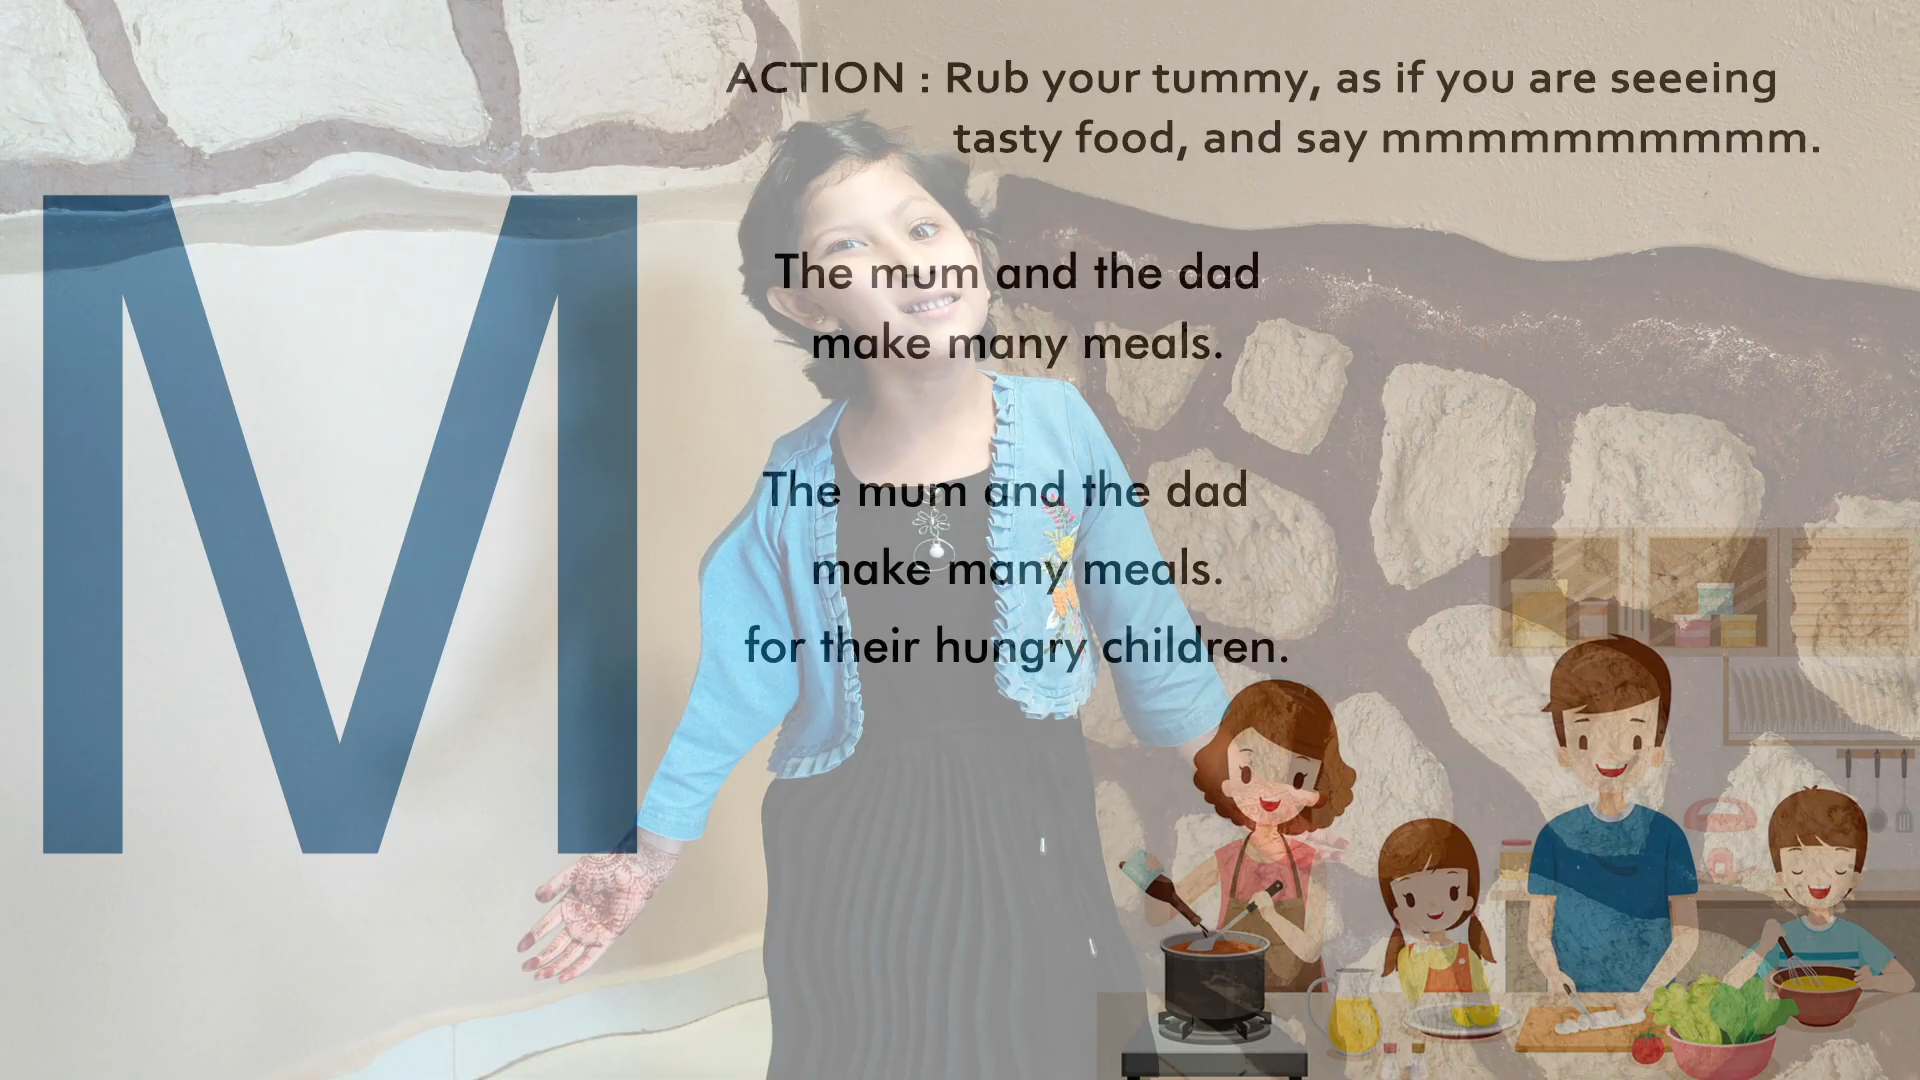 ACTION : Rub your tummy, as if you are seeeing
tasty food, and say mmmmmmmmmmm.
M
The mum and the dad
make many meals.
The mum and the dad
make many meals.
for their hungry children.